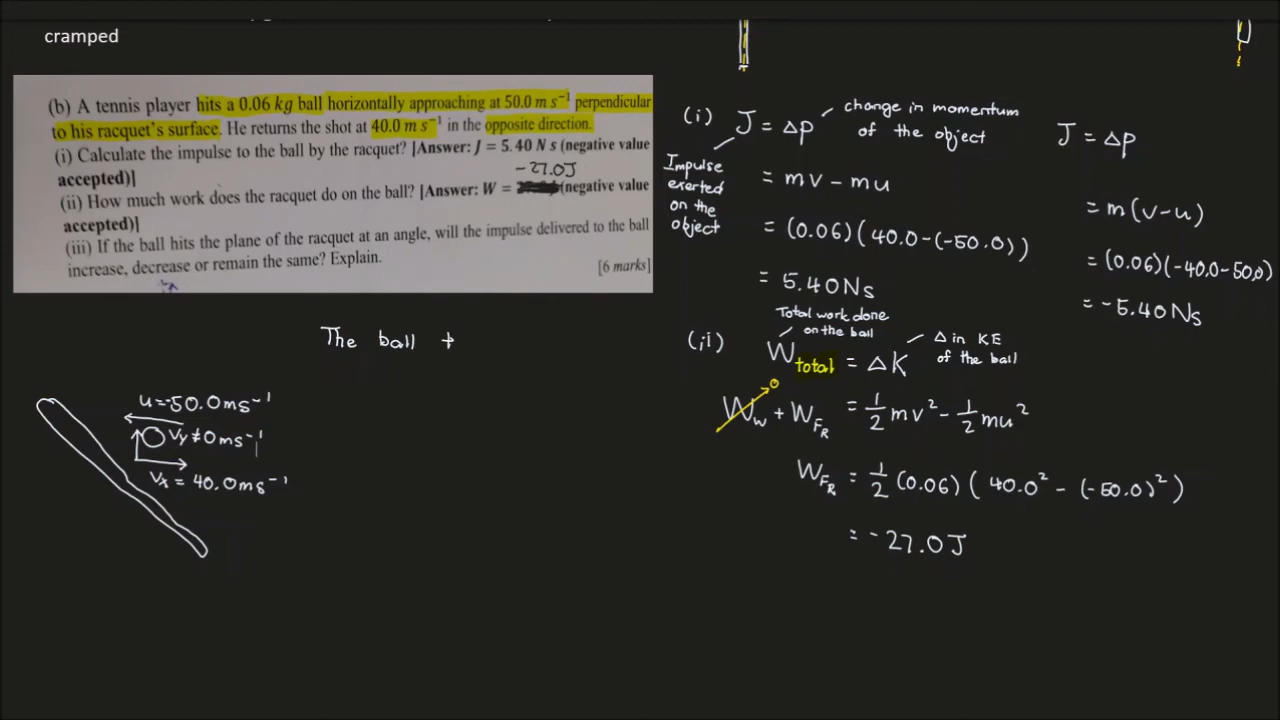 cramped
(b) A tennis player hits a 0.06 kg ball horizontally approaching at 50.0 m s⁻¹ perpendicular
to his racquet's surface. He returns the shot at 40.0 m s⁻¹ in the opposite direction.
(i) Calculate the impulse to the ball by the racquet? |Answer: J = 5.40 N s (negative value
accepted)|
-27.0J
(ii) How much work does the racquet do on the ball? |Answer: W = (negative value
accepted)|
(iii) If the ball hits the plane of the racquet at an angle, will the impulse delivered to the ball
increase, decrease or remain the same? Explain.
[6 marks]
The ball
u=-50.0ms⁻¹
Vy≠0ms⁻¹
Vx = 40.0ms⁻¹
(i) J = Δp
change in momentum
of the object
Impulse
exerted
on the
object
= mv - mu
= (0.06)(40.0-(-50.0))
= 5.40Ns
J = Δp
= m(v-u)
= (0.06)(-40.0-50.0)
= -5.40Ns
(ii)
Total work done
on the ball
W total = ΔK
Δ in KE
of the ball
Ww + WFR = ½mv² - ½mu²
0
WFR = ½ (0.06) (40.0² - (-50.0)²)
= -27.0J